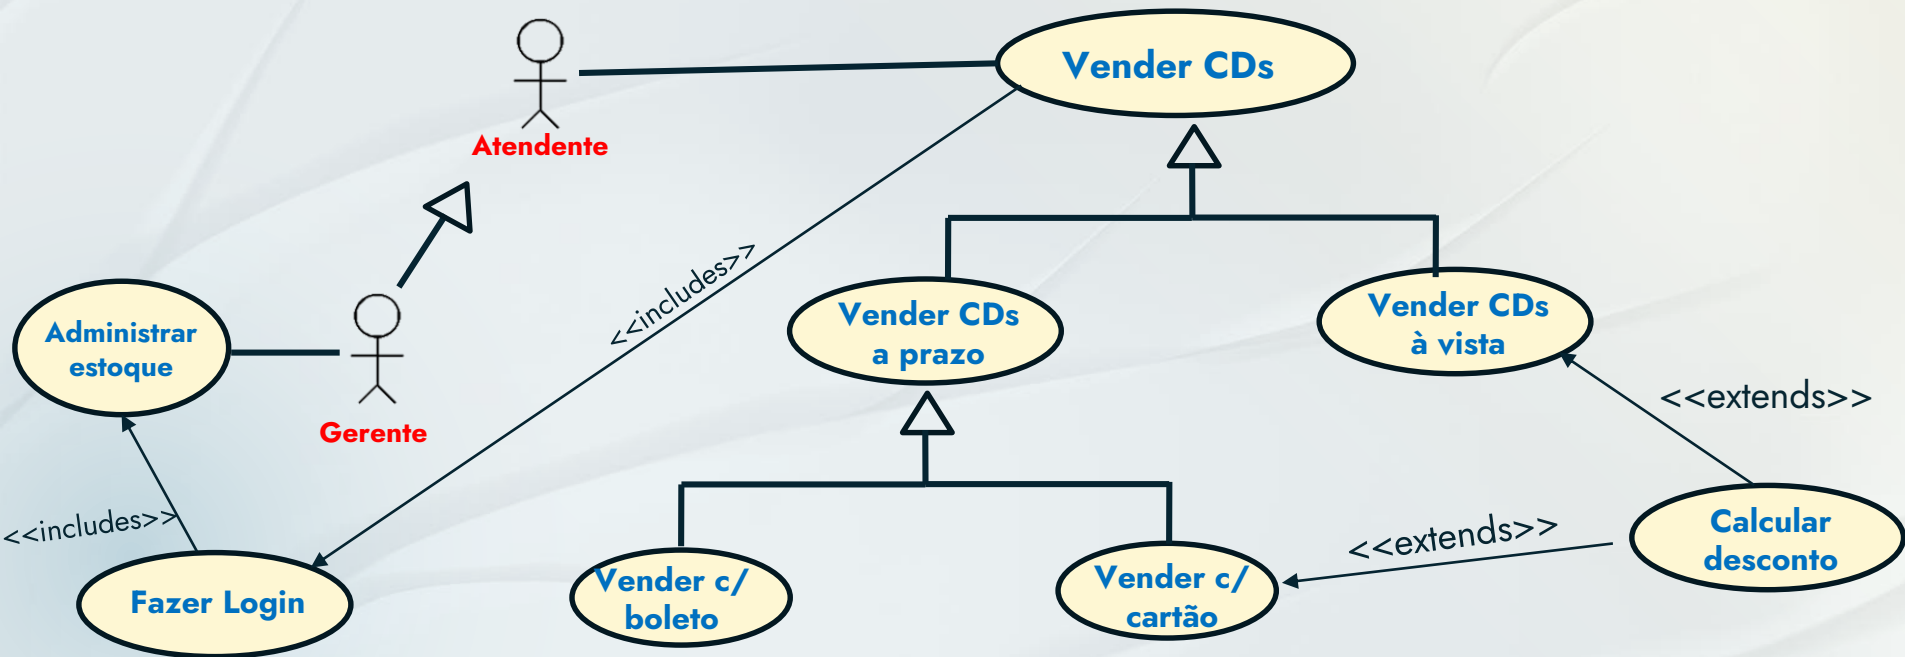 Vender CDs
Atendente
<<includes>>
Vender CDs
a prazo
Vender CDs
à vista
Administrar
estoque
<<extends>>
Gerente
<<includes>>
Fazer Login
Vender c/
boleto
Vender c/
cartão
<<extends>>
Calcular
desconto